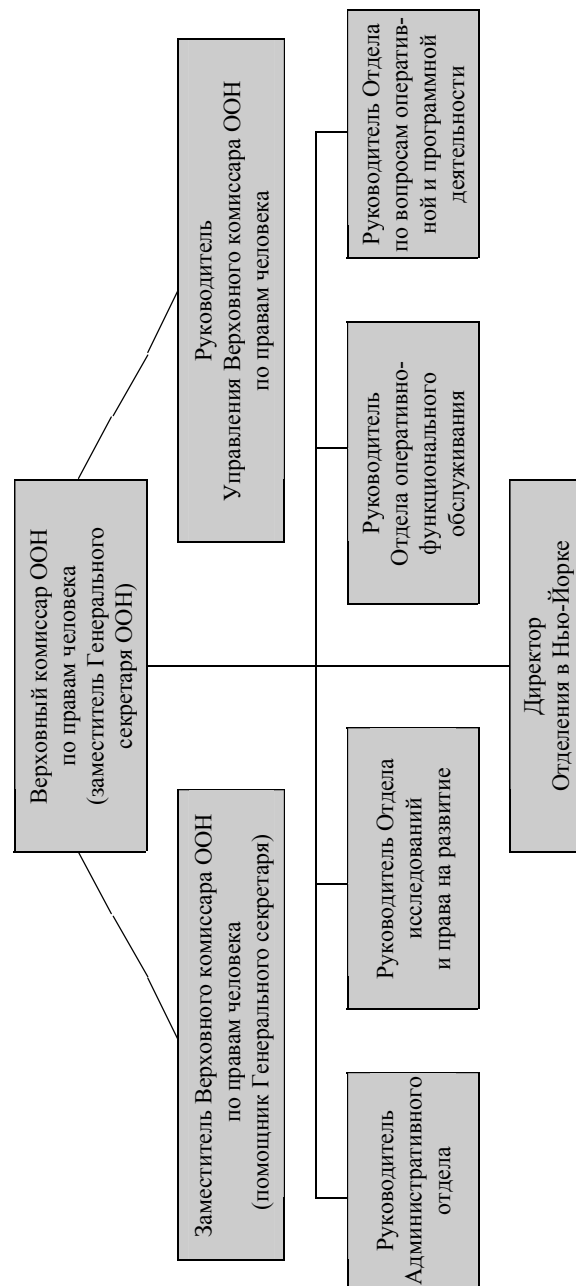 Верховный комиссар ООН
по правам человека
(заместитель Генерального
секретаря ООН)
Заместитель Верховного комиссара ООН
по правам человека
(помощник Генерального секретаря)
Руководитель
Управления Верховного комиссара ООН
по правам человека
Руководитель
Административного
отдела
Руководитель Отдела
исследований
и права на развитие
Руководитель
Отдела оперативно-
функционального
обслуживания
Руководитель Отдела
по вопросам оператив-
ной и программной
деятельности
Директор
Отделения в Нью-Йорке